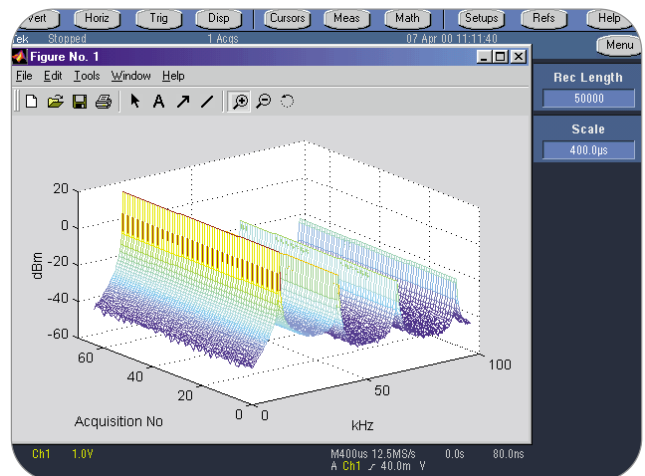 Vert Horiz Trig Disp Cursors Meas Math Setups Refs Help
Tek Stopped 1 Acqs 07 Apr 00 11:11:40
Menu
Figure No. 1
File Edit Tools Window Help
A
Rec Length
50000
Scale
400.0µs
20
0
-20
-40
-60
dBm
60
40
20
0
Acquisition No
0
50
100
kHz
Ch1 1.0V M400us 12.5MS/s 0.0s 80.0ns
A Ch1 40.0m V